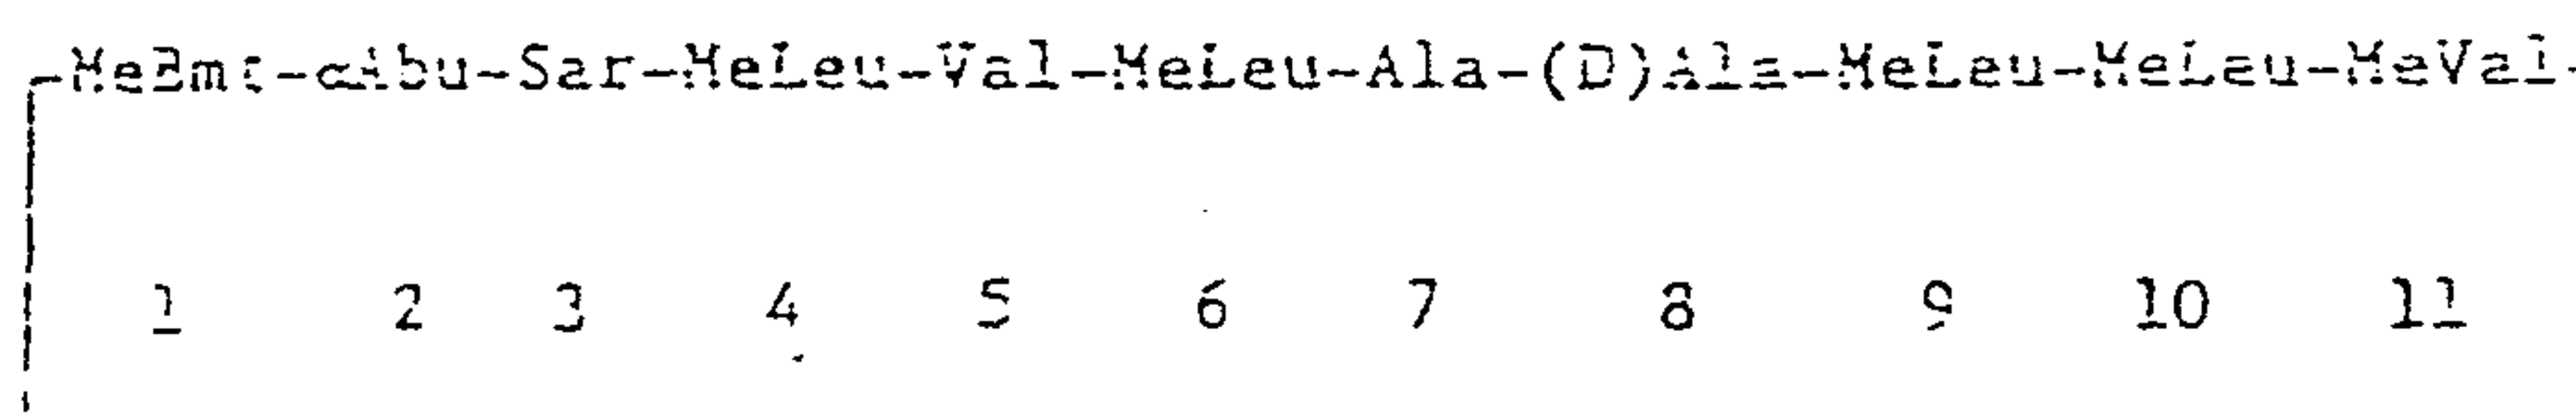 MeBmt-αAbu-Sar-MeLeu-Val-MeLeu-Ala-(D)Ala-MeLeu-MeLeu-MeVal-
1 2 3 4 5 6 7 8 9 10 11